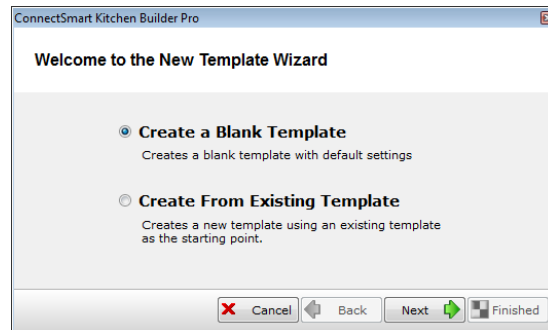 ConnectSmart Kitchen Builder Pro
Welcome to the New Template Wizard
Create a Blank Template
Creates a blank template with default settings
Create From Existing Template
Creates a new template using an existing template
as the starting point.
Cancel
Back
Next
Finished